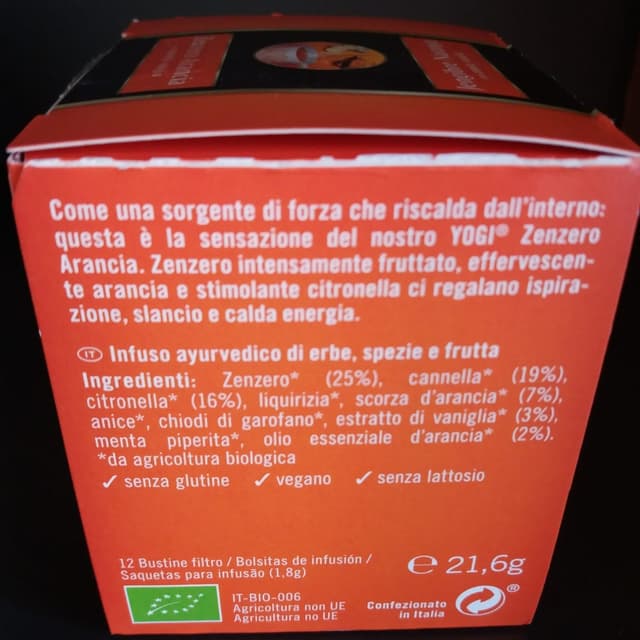 Come una sorgente di forza che riscalda dall'interno:
questa è la sensazione del nostro YOGI® Zenzero
Arancia. Zenzero intensamente fruttato, effervescen-
te arancia e stimolante citronella ci regalano ispira-
zione, slancio e calda energia.
IT Infuso ayurvedico di erbe, spezie e frutta
Ingredienti: Zenzero* (25%), cannella* (19%),
citronella* (16%), liquirizia*, scorza d'arancia* (7%),
anice*, chiodi di garofano*, estratto di vaniglia* (3%),
menta piperita*, olio essenziale d'arancia* (2%).
*da agricoltura biologica
✓ senza glutine ✓ vegano ✓ senza lattosio
12 Bustine filtro / Bolsitas de infusión /
Saquetas para infusão (1,8g)
℮ 21,6g
IT-BIO-006
Agricoltura non UE
Agricultura no UE
Confezionato
in Italia
®